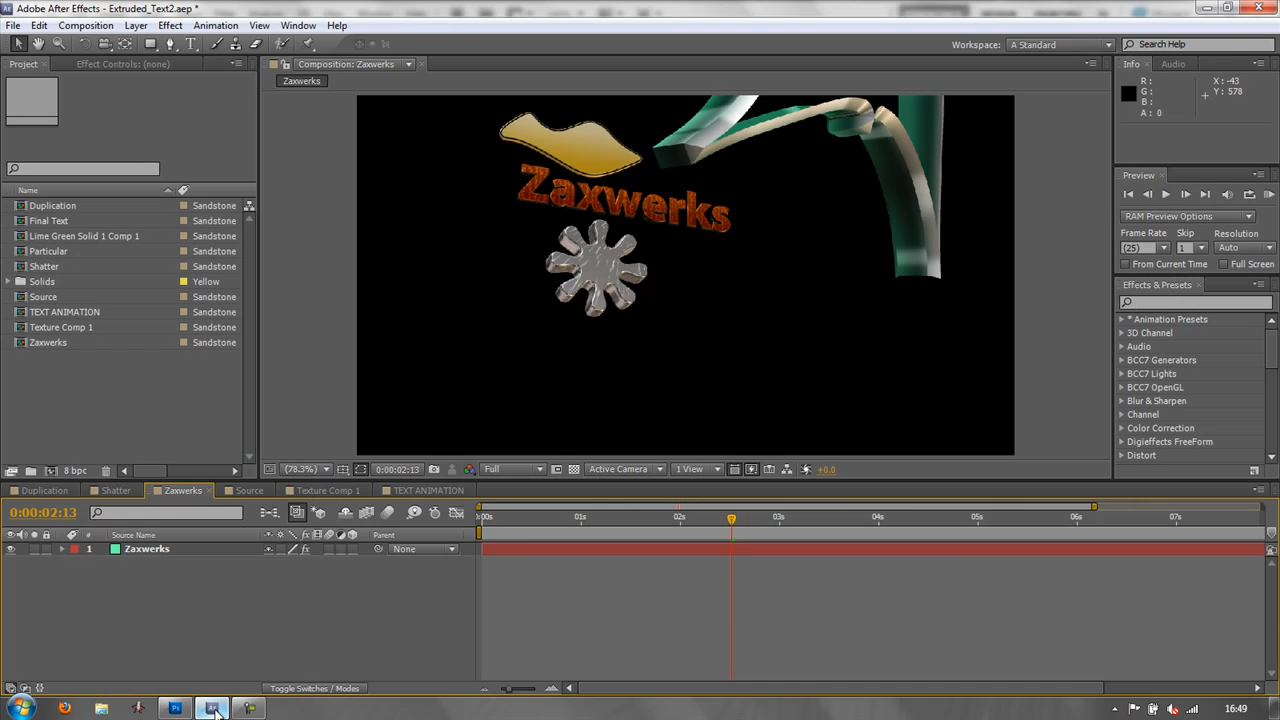 Adobe After Effects - Extruded_Text2.aep *
File Edit Composition Layer Effect Animation View Window Help
Workspace: A Standard Search Help
Project Effect Controls: (none) Composition: Zaxwerks Info Audio
Zaxwerks
R: X: -43
G: Y: 578
B:
A: 0
Zaxwerks
Preview
RAM Preview Options
Frame Rate Skip Resolution
(25) 1 Auto
From Current Time Full Screen
Effects & Presets
* Animation Presets
3D Channel
Audio
BCC7 Generators
BCC7 Lights
BCC7 OpenGL
Blur & Sharpen
Channel
Color Correction
Digieffects FreeForm
Distort
Name
Duplication Sandstone
Final Text Sandstone
Lime Green Solid 1 Comp 1 Sandstone
Particular Sandstone
Shatter Sandstone
Solids Yellow
Source Sandstone
TEXT ANIMATION Sandstone
Texture Comp 1 Sandstone
Zaxwerks Sandstone
8 bpc
(78.3%) 0:00:02:13 Full Active Camera 1 View +0.0
Duplication Shatter Zaxwerks Source Texture Comp 1 TEXT ANIMATION
0:00:02:13
:00s 01s 02s 03s 04s 05s 06s 07s
# Source Name Parent
1 Zaxwerks None
Toggle Switches / Modes
Ps Ae 16:49